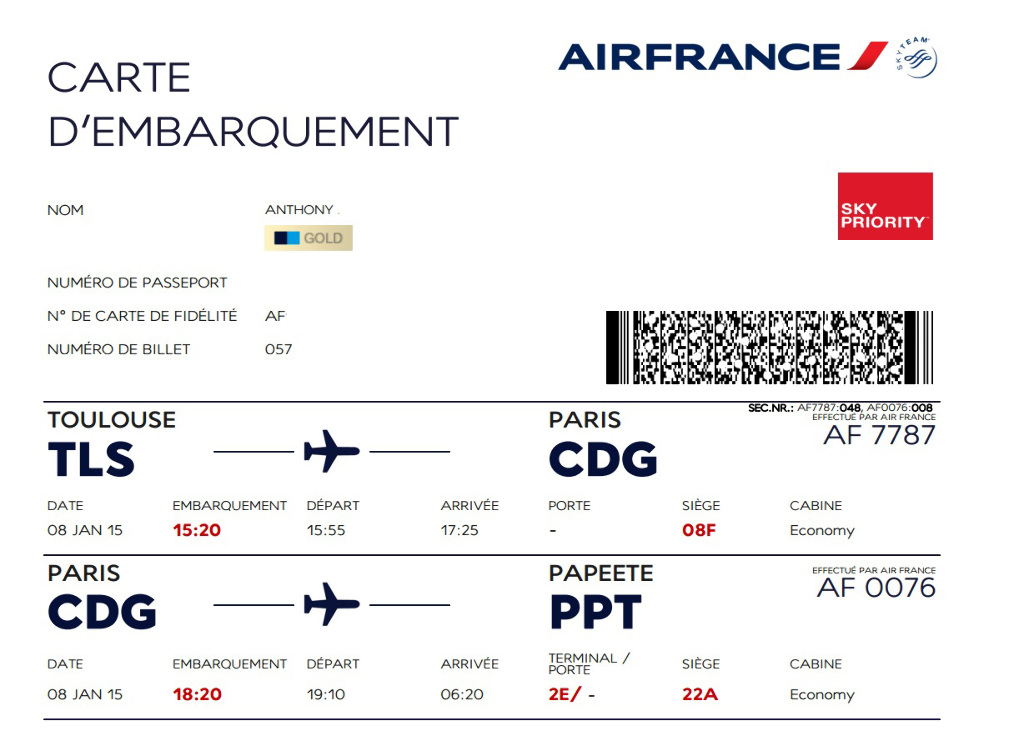 AIRFRANCE
SKYTEAM
CARTE
D'EMBARQUEMENT
SKY
PRIORITY
NOM ANTHONY .
GOLD
NUMÉRO DE PASSEPORT
N° DE CARTE DE FIDÉLITÉ AF
NUMÉRO DE BILLET 057
SEC.NR.: AF7787:048, AF0076:008
TOULOUSE PARIS EFFECTUÉ PAR AIR FRANCE
TLS CDG AF 7787
DATE EMBARQUEMENT DÉPART ARRIVÉE PORTE SIÈGE CABINE
08 JAN 15 15:20 15:55 17:25 - 08F Economy
PARIS PAPEETE EFFECTUÉ PAR AIR FRANCE
CDG PPT AF 0076
DATE EMBARQUEMENT DÉPART ARRIVÉE TERMINAL / PORTE SIÈGE CABINE
08 JAN 15 18:20 19:10 06:20 2E/ - 22A Economy